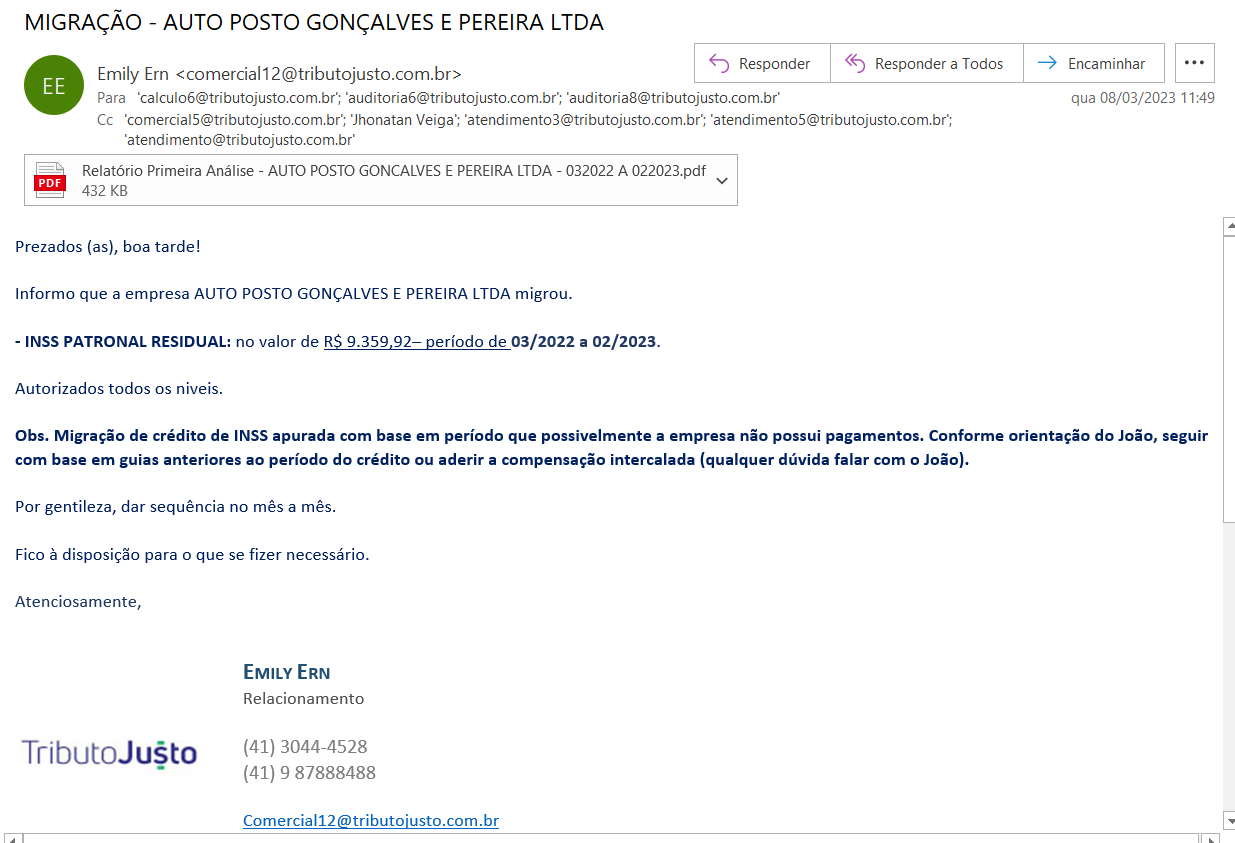 MIGRAÇÃO - AUTO POSTO GONÇALVES E PEREIRA LTDA
EE
Emily Ern <comercial12@tributojusto.com.br>
Responder
Responder a Todos
Encaminhar
Para 'calculo6@tributojusto.com.br'; 'auditoria6@tributojusto.com.br'; 'auditoria8@tributojusto.com.br'
qua 08/03/2023 11:49
Cc 'comercial5@tributojusto.com.br'; 'Jhonatan Veiga'; 'atendimento3@tributojusto.com.br'; 'atendimento5@tributojusto.com.br';
'atendimento@tributojusto.com.br'
PDF
Relatório Primeira Análise - AUTO POSTO GONCALVES E PEREIRA LTDA - 032022 A 022023.pdf
432 KB
Prezados (as), boa tarde!
Informo que a empresa AUTO POSTO GONÇALVES E PEREIRA LTDA migrou.
- INSS PATRONAL RESIDUAL: no valor de R$ 9.359,92– período de 03/2022 a 02/2023.
Autorizados todos os niveis.
Obs. Migração de crédito de INSS apurada com base em período que possivelmente a empresa não possui pagamentos. Conforme orientação do João, seguir
com base em guias anteriores ao período do crédito ou aderir a compensação intercalada (qualquer dúvida falar com o João).
Por gentileza, dar sequência no mês a mês.
Fico à disposição para o que se fizer necessário.
Atenciosamente,
EMILY ERN
Relacionamento
TributoJusto
(41) 3044-4528
(41) 9 87888488
Comercial12@tributojusto.com.br